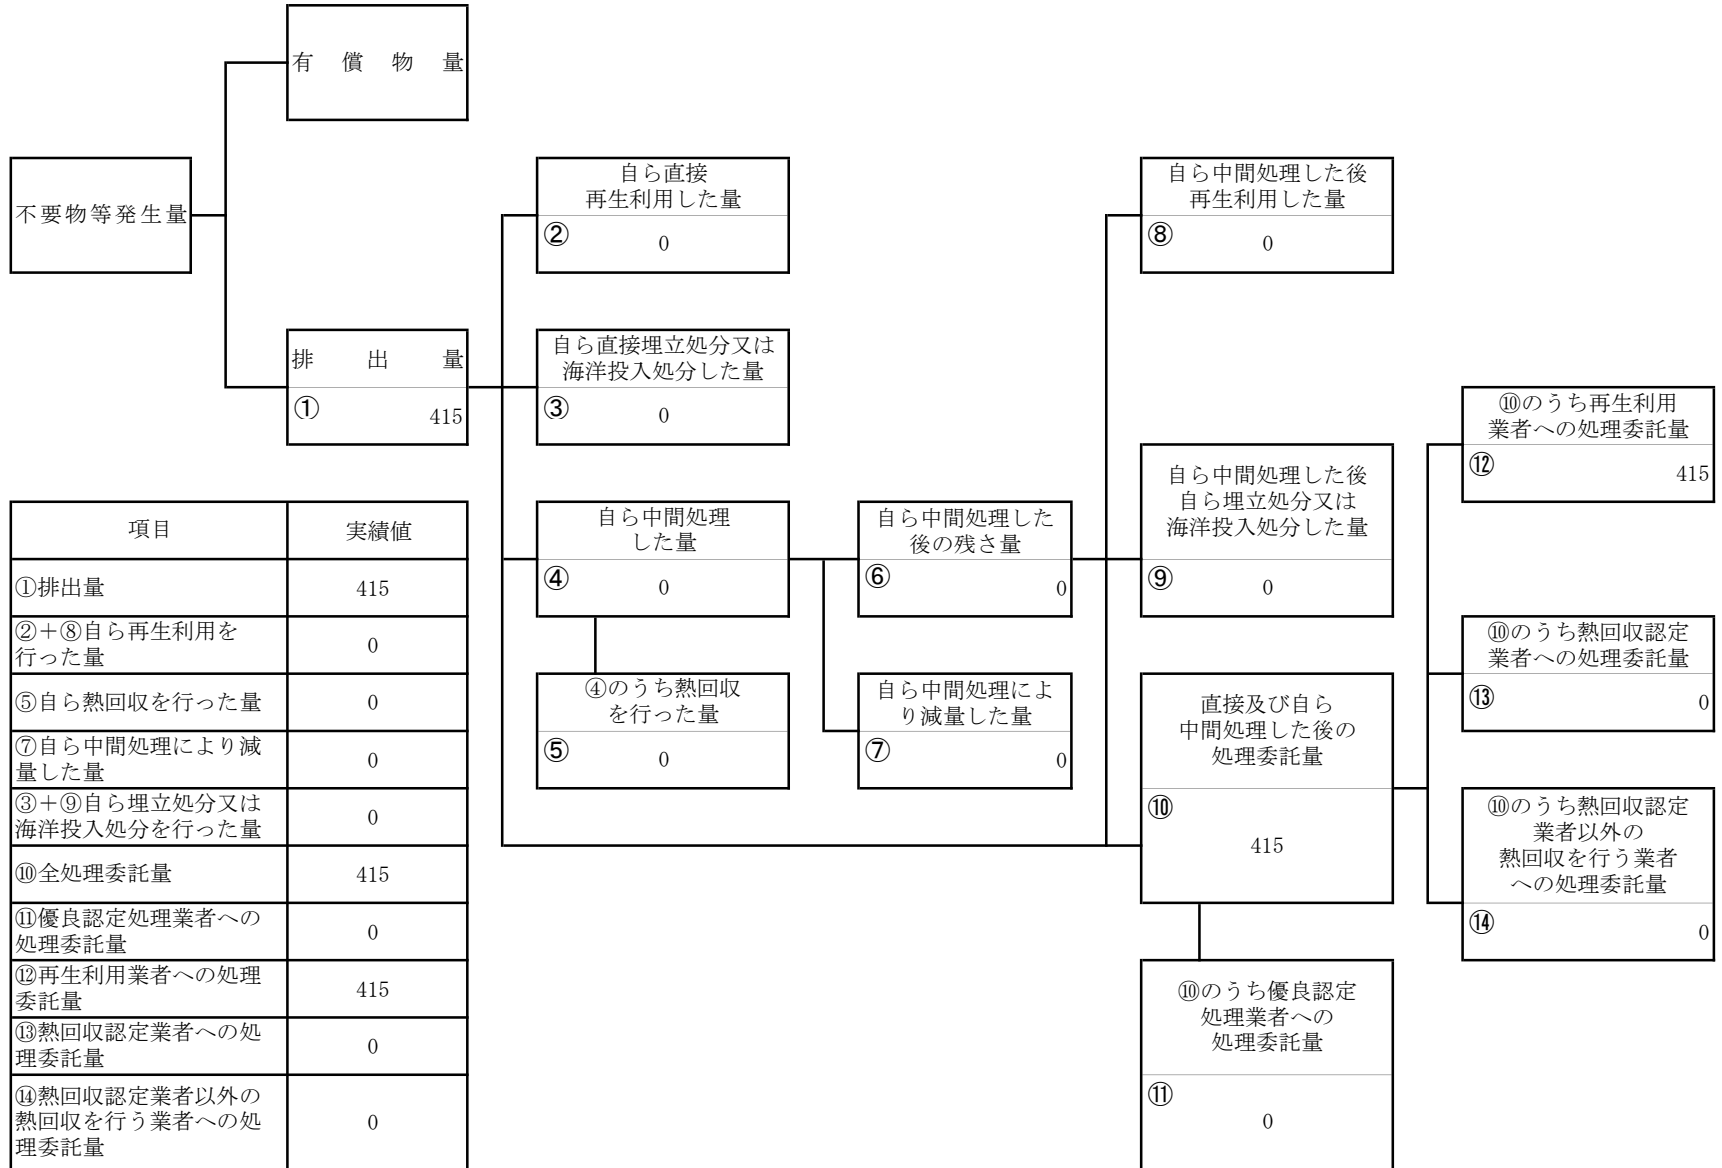 有償物量
不要物等発生量
自ら直接
再生利用した量
②
0
自ら中間処理した後
再生利用した量
⑧
0
排出量
①
415
自ら直接埋立処分又は
海洋投入処分した量
③
0
⑩のうち再生利用
業者への処理委託量
⑫
415
自ら中間処理
した量
④
0
自ら中間処理した
後の残さ量
⑥
0
自ら中間処理した後
自ら埋立処分又は
海洋投入処分した量
⑨
0
⑩のうち熱回収認定
業者への処理委託量
⑬
0
④のうち熱回収
を行った量
⑤
0
自ら中間処理によ
り減量した量
⑦
0
直接及び自ら
中間処理した後の
処理委託量
⑩
415
⑩のうち熱回収認定
業者以外の
熱回収を行う業者
への処理委託量
⑭
0
⑩のうち優良認定
処理業者への
処理委託量
⑪
0
項目 実績値
①排出量 415
②＋⑧自ら再生利用を
行った量
0
⑤自ら熱回収を行った量 0
⑦自ら中間処理により減
量した量
0
③＋⑨自ら埋立処分又は
海洋投入処分を行った量
0
⑩全処理委託量 415
⑪優良認定処理業者への
処理委託量
0
⑫再生利用業者への処理
委託量
415
⑬熱回収認定業者への処
理委託量
0
⑭熱回収認定業者以外の
熱回収を行う業者への処
理委託量
0